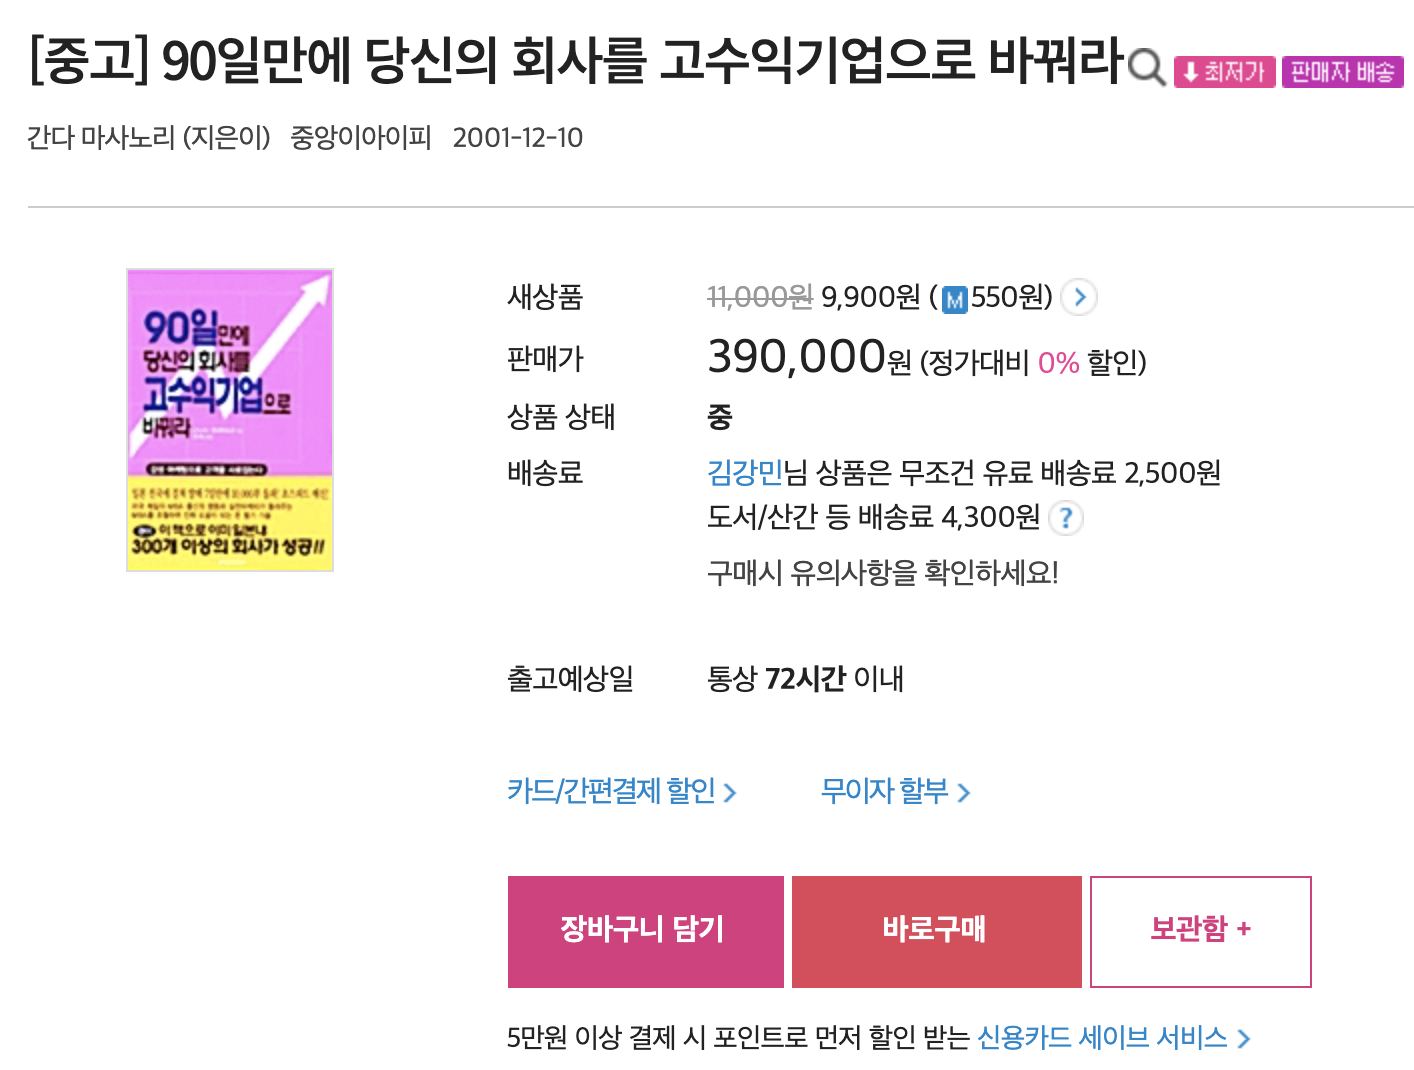 [중고] 90일만에 당신의 회사를 고수익기업으로 바꿔라 최저가 판매자 배송
간다 마사노리 (지은이) 중앙이아이피 2001-12-10
90일만에
당신의 회사를
고수익기업으로
바꿔라
이 책으로 이미 일본내
300개 이상의 회사가 성공!!
새상품 11,000원 9,900원 (M550원)
판매가 390,000원 (정가대비 0% 할인)
상품 상태 중
배송료 김강민님 상품은 무조건 유료 배송료 2,500원
도서/산간 등 배송료 4,300원 ?
구매시 유의사항을 확인하세요!
출고예상일 통상 72시간 이내
카드/간편결제 할인 무이자 할부
장바구니 담기 바로구매 보관함 +
5만원 이상 결제 시 포인트로 먼저 할인 받는 신용카드 세이브 서비스